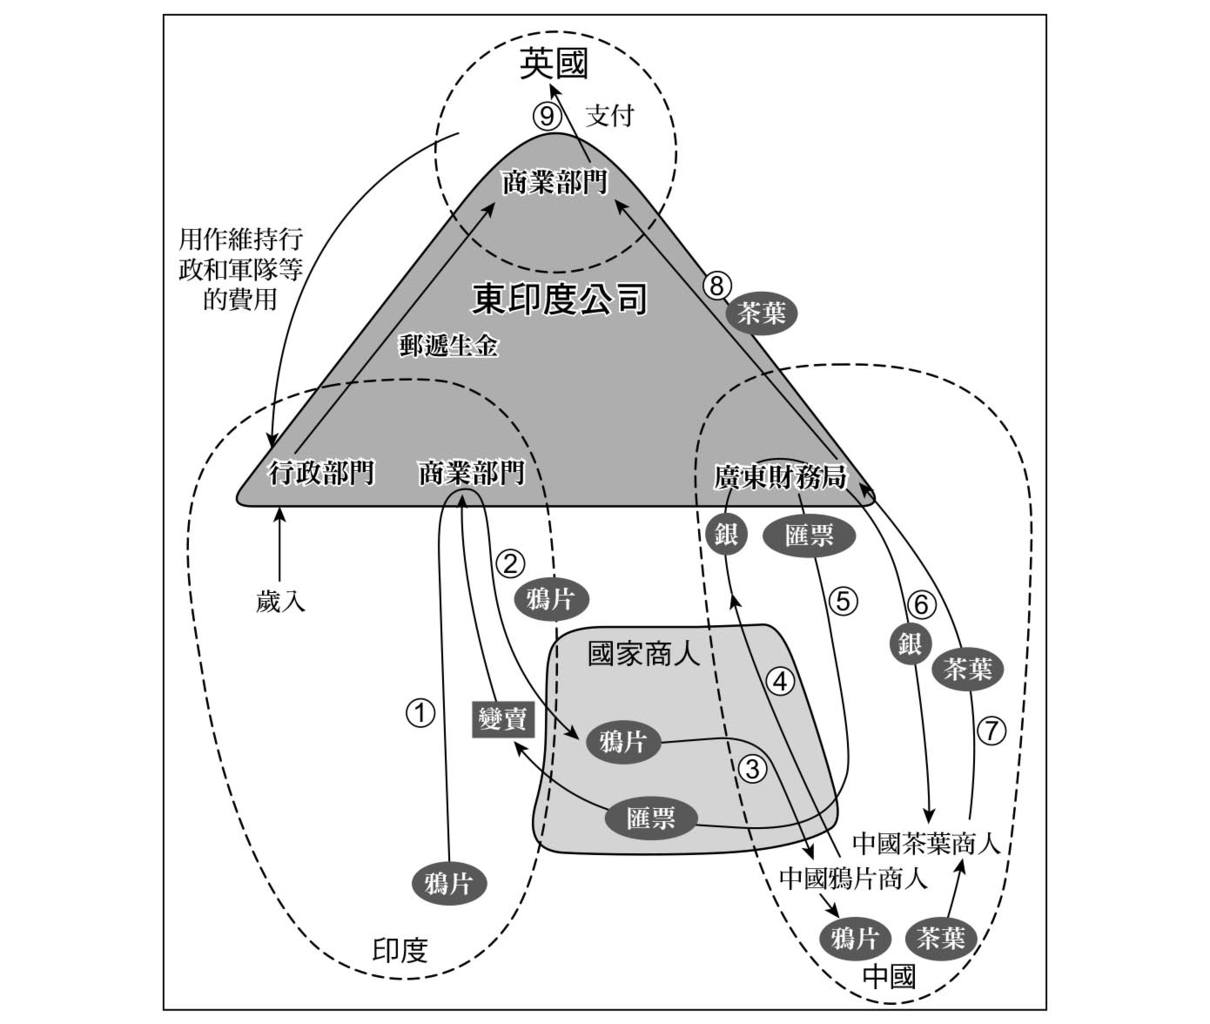 英國
⑨
支付
商業部門
用作維持行
政和軍隊等
的費用
東印度公司
⑧
茶葉
郵遞生金
行政部門
商業部門
廣東財務局
銀
匯票
②
鴉片
歲入
⑤
⑥
銀
茶葉
國家商人
④
①
變賣
鴉片
③
⑦
匯票
中國茶葉商人
中國鴉片商人
鴉片
鴉片
茶葉
印度
中國